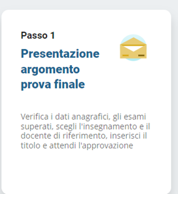 Passo 1
Presentazione
argomento
prova finale
Verifica i dati anagrafici, gli esami
superati, scegli l'insegnamento e il
docente di riferimento, inserisci il
titolo e attendi l'approvazione